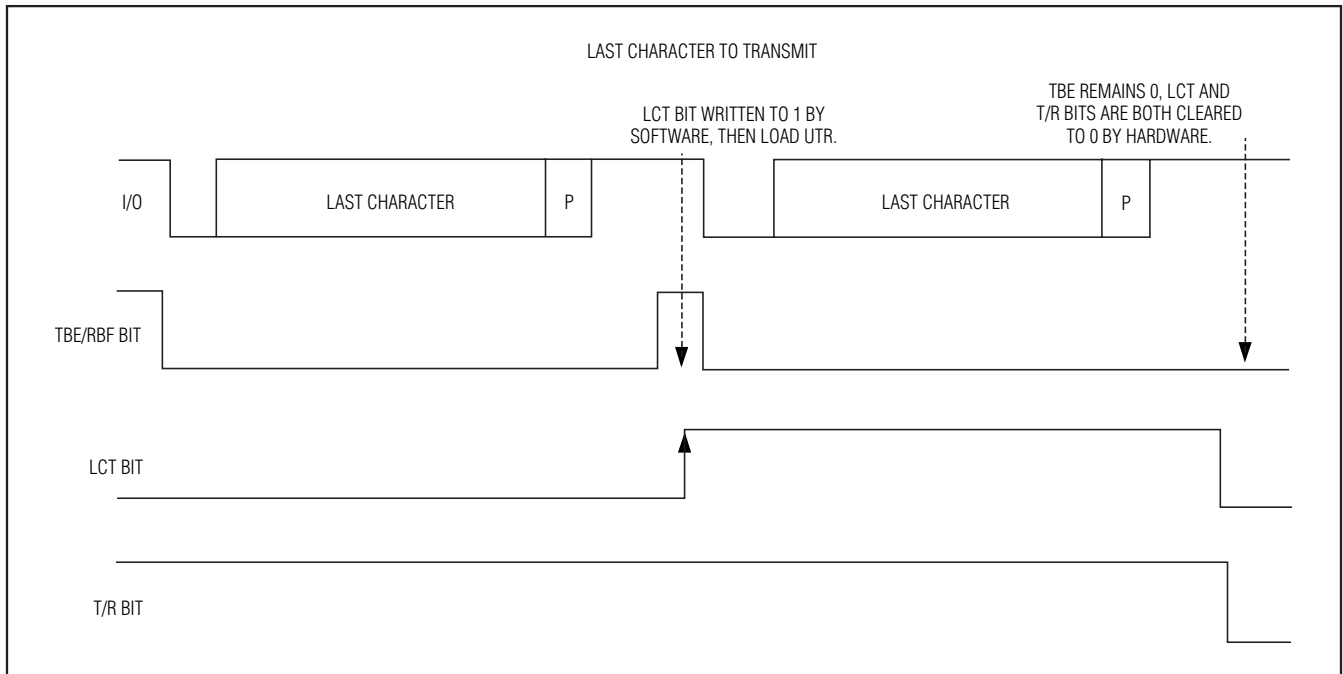 LAST CHARACTER TO TRANSMIT
LCT BIT WRITTEN TO 1 BY
SOFTWARE, THEN LOAD UTR.
TBE REMAINS 0, LCT AND
T/R BITS ARE BOTH CLEARED
TO 0 BY HARDWARE.
I/O
LAST CHARACTER
P
LAST CHARACTER
P
TBE/RBF BIT
LCT BIT
T/R BIT